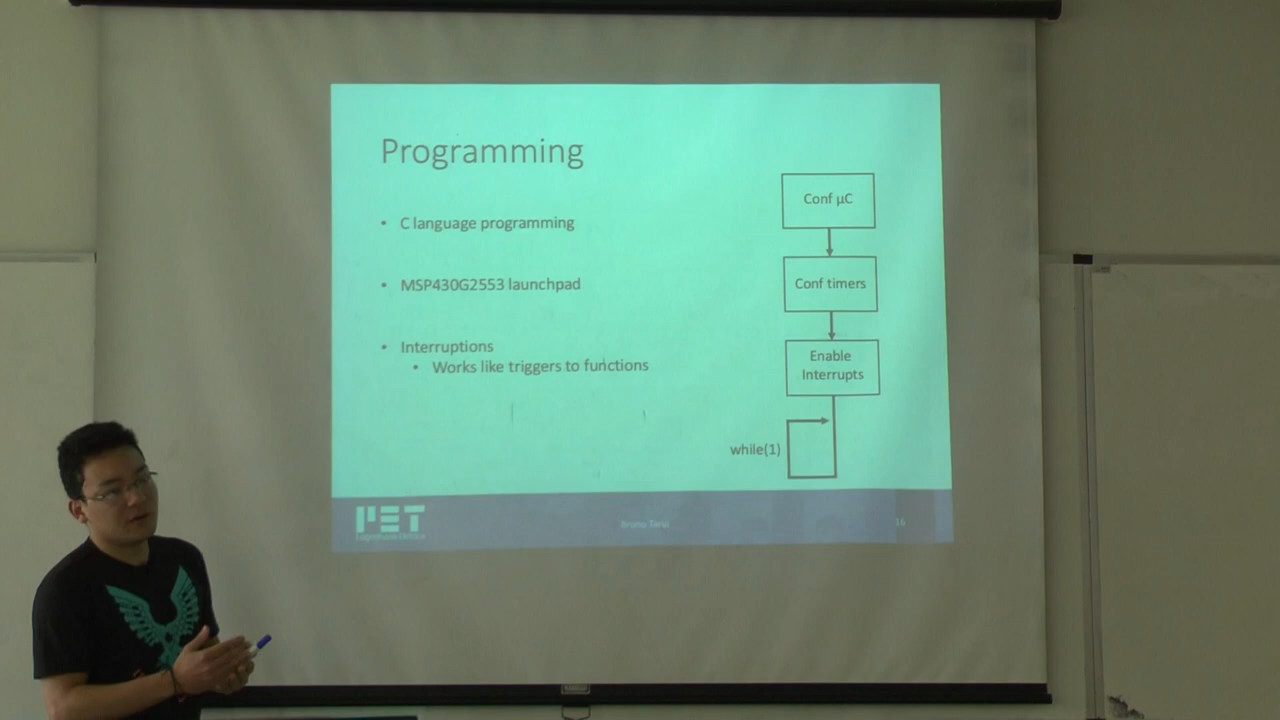 Programming
• C language programming
• MSP430G2553 launchpad
• Interruptions
• Works like triggers to functions
Conf µC
Conf timers
Enable
Interrupts
while(1)
PET
16